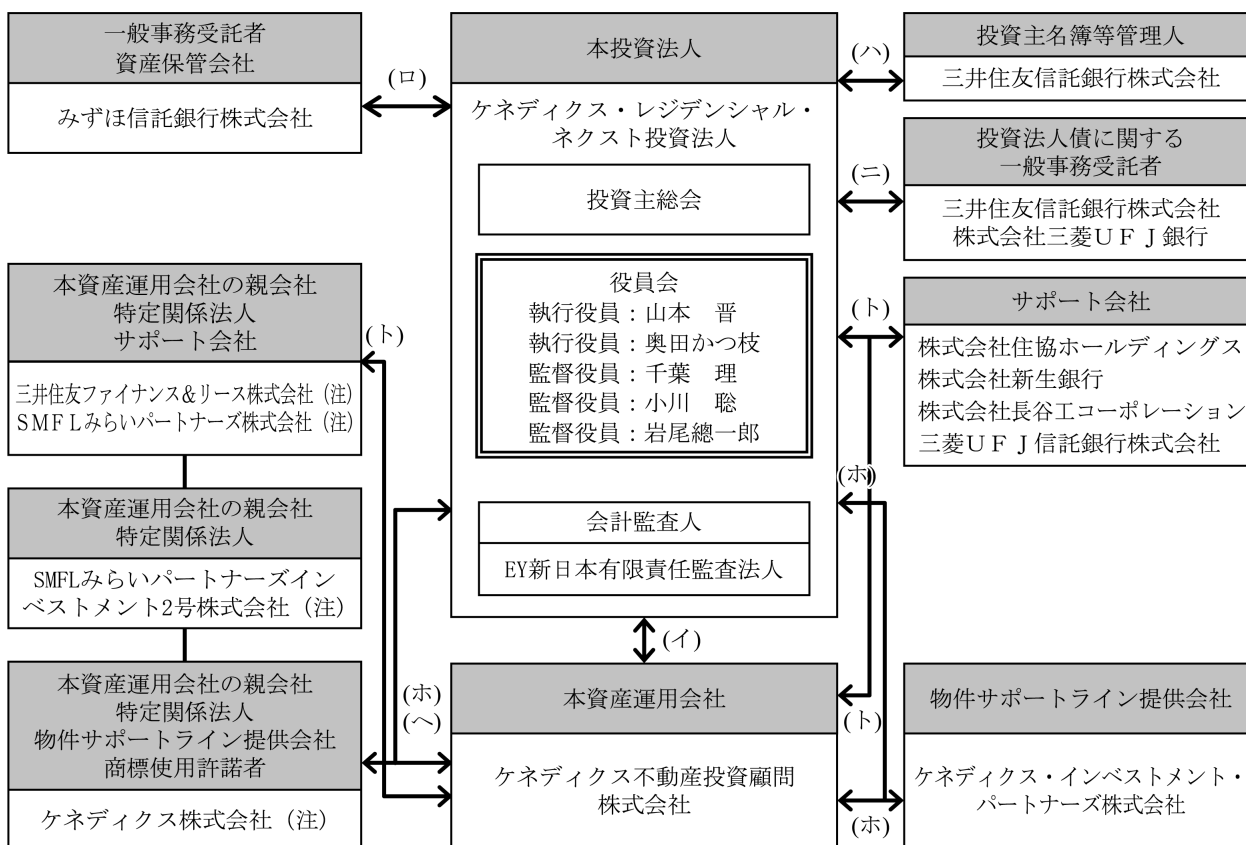 一般事務受託者
資産保管会社
みずほ信託銀行株式会社
(ロ)
本投資法人
ケネディクス・レジデンシャル・
ネクスト投資法人
投資主総会
役員会
執行役員：山本　晋
執行役員：奥田かつ枝
監督役員：千葉　理
監督役員：小川　聡
監督役員：岩尾總一郎
会計監査人
EY新日本有限責任監査法人
(ハ)
投資主名簿等管理人
三井住友信託銀行株式会社
(ニ)
投資法人債に関する
一般事務受託者
三井住友信託銀行株式会社
株式会社三菱ＵＦＪ銀行
(ト)
サポート会社
株式会社住協ホールディングス
株式会社新生銀行
株式会社長谷工コーポレーション
三菱ＵＦＪ信託銀行株式会社
(ホ)
本資産運用会社の親会社
特定関係法人
サポート会社
(ト)
三井住友ファイナンス＆リース株式会社（注）
ＳＭＦＬみらいパートナーズ株式会社（注）
本資産運用会社の親会社
特定関係法人
SMFLみらいパートナーズイン
ベストメント2号株式会社（注）
本資産運用会社の親会社
特定関係法人
物件サポートライン提供会社
商標使用許諾者
ケネディクス株式会社（注）
(ホ)
(ヘ)
(イ)
本資産運用会社
ケネディクス不動産投資顧問
株式会社
(ト)
(ホ)
物件サポートライン提供会社
ケネディクス・インベストメント・
パートナーズ株式会社